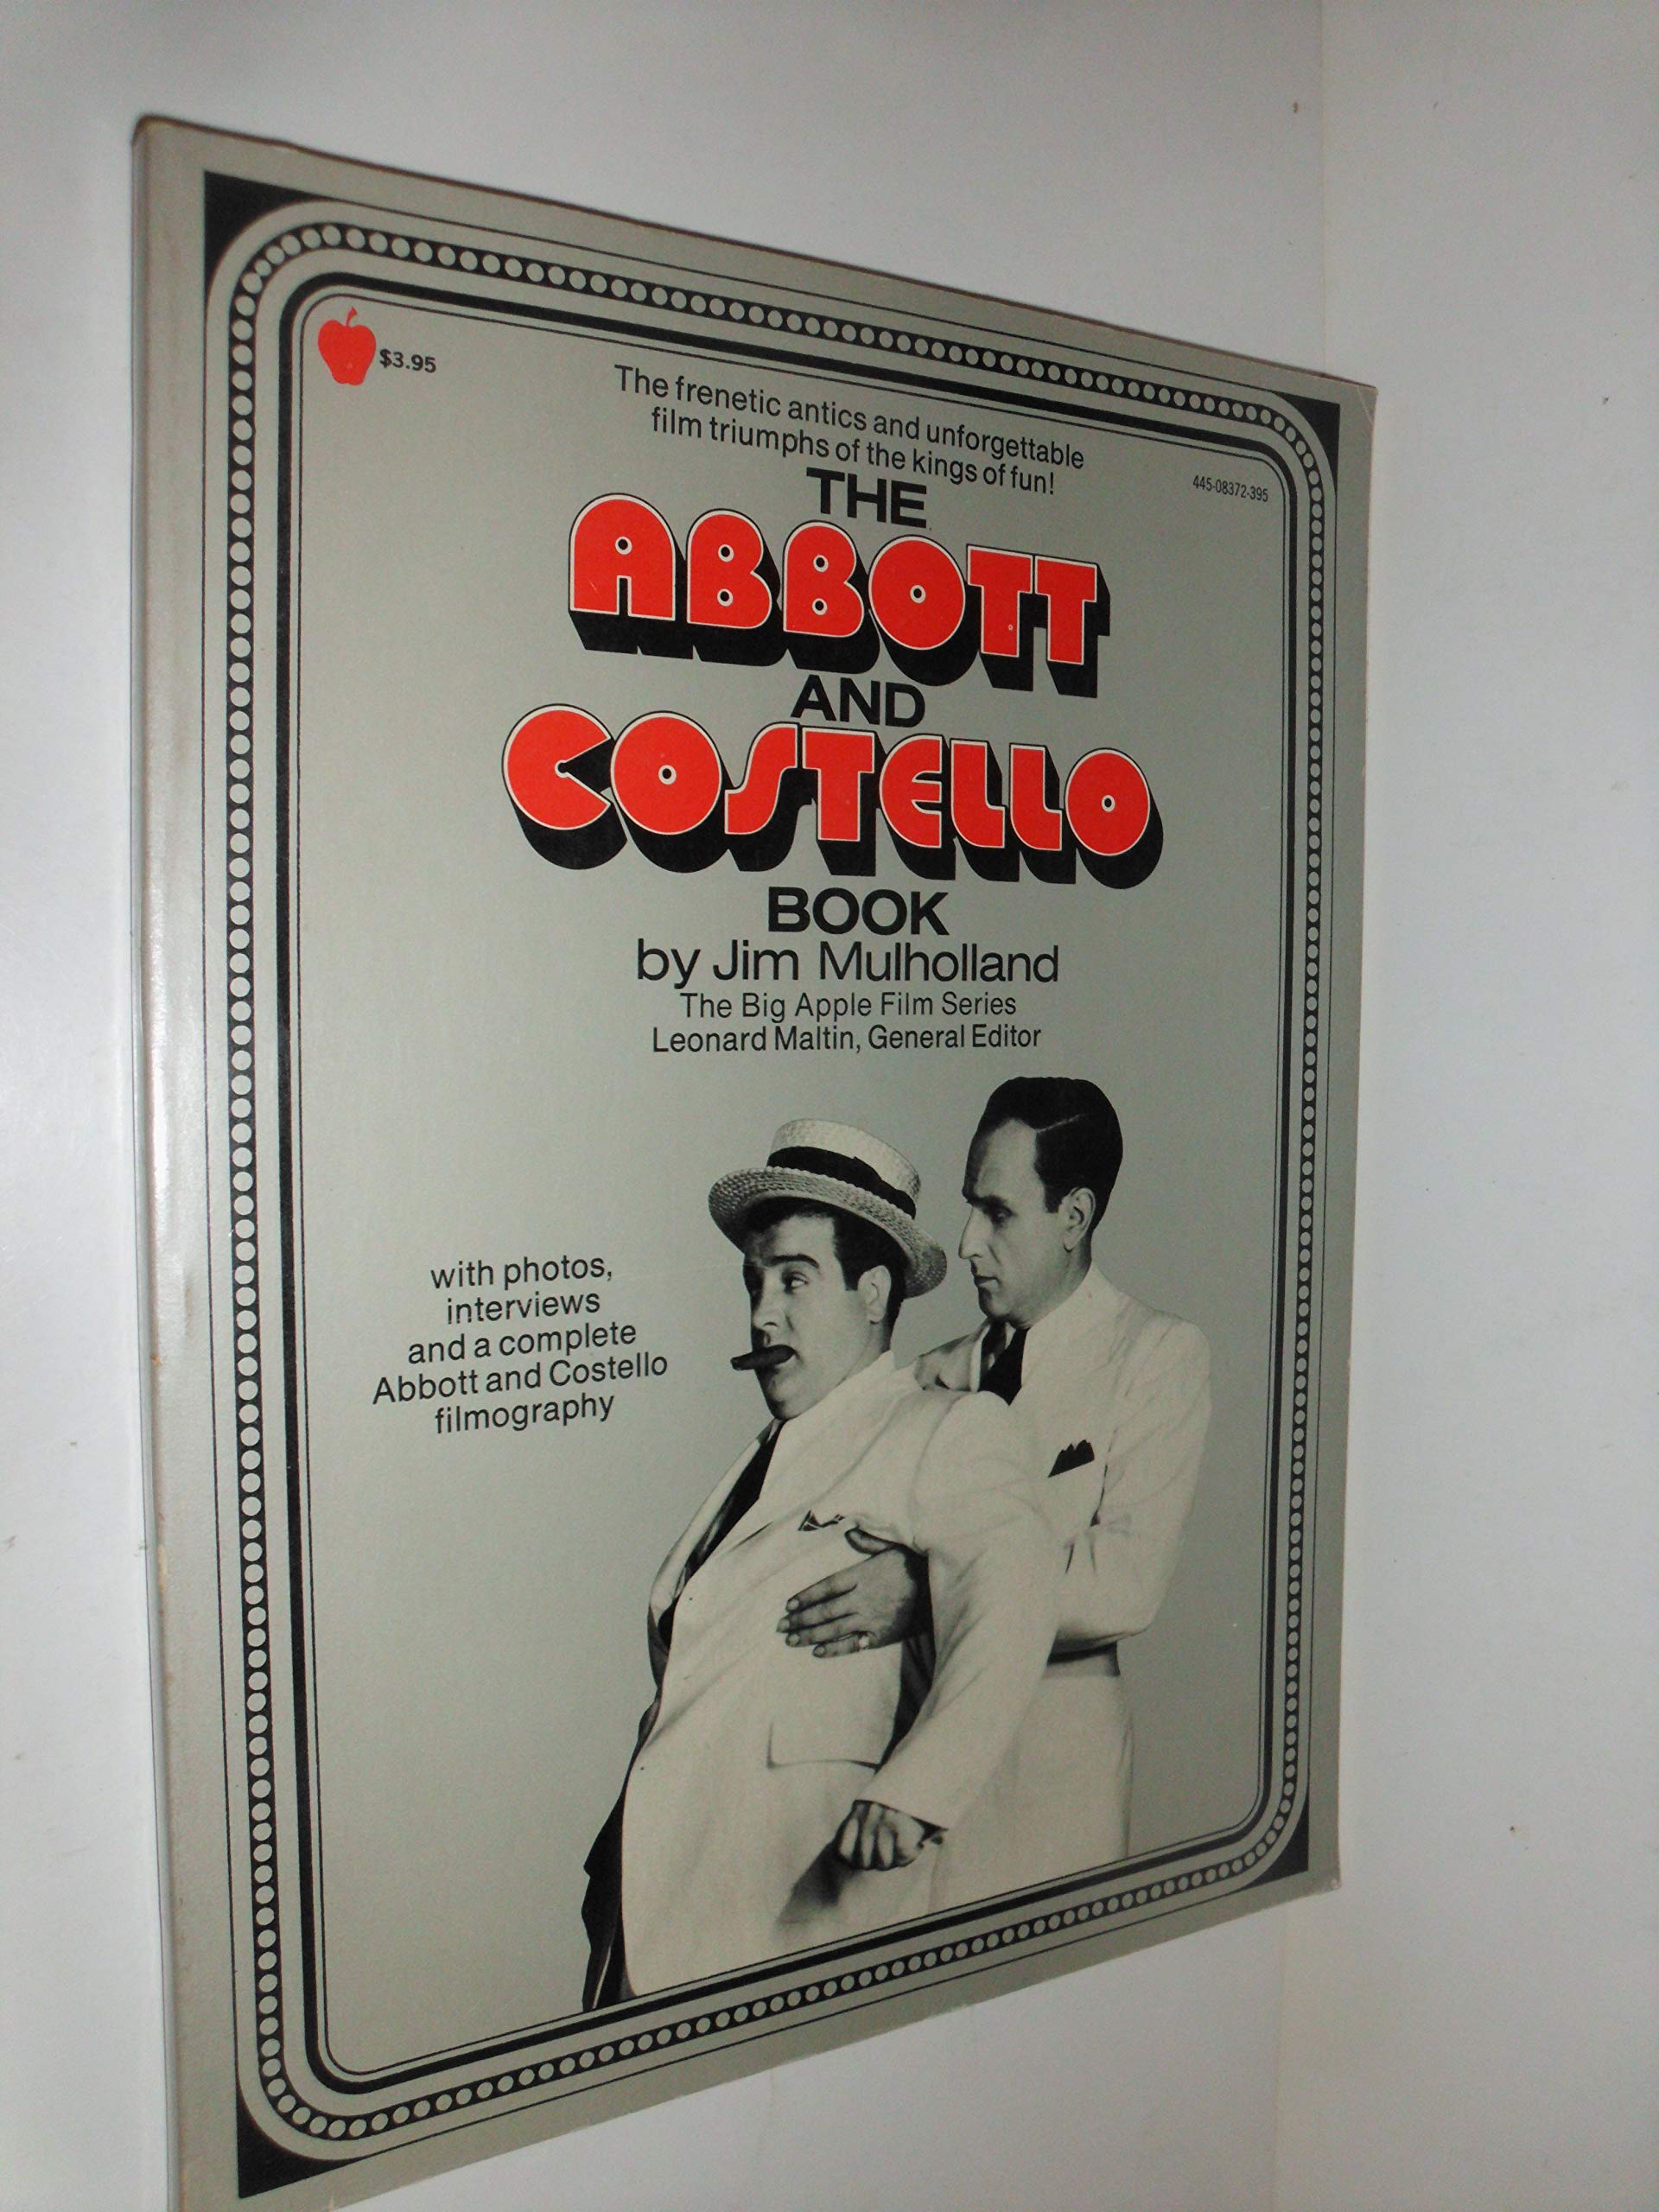 $3.95
The frenetic antics and unforgettable
film triumphs of the kings of fun!
445-08372-395
THE
ABBOTT
AND
COSTELLO
BOOK
by Jim Mulholland
The Big Apple Film Series
Leonard Maltin, General Editor
with photos,
interviews
and a complete
Abbott and Costello
filmography